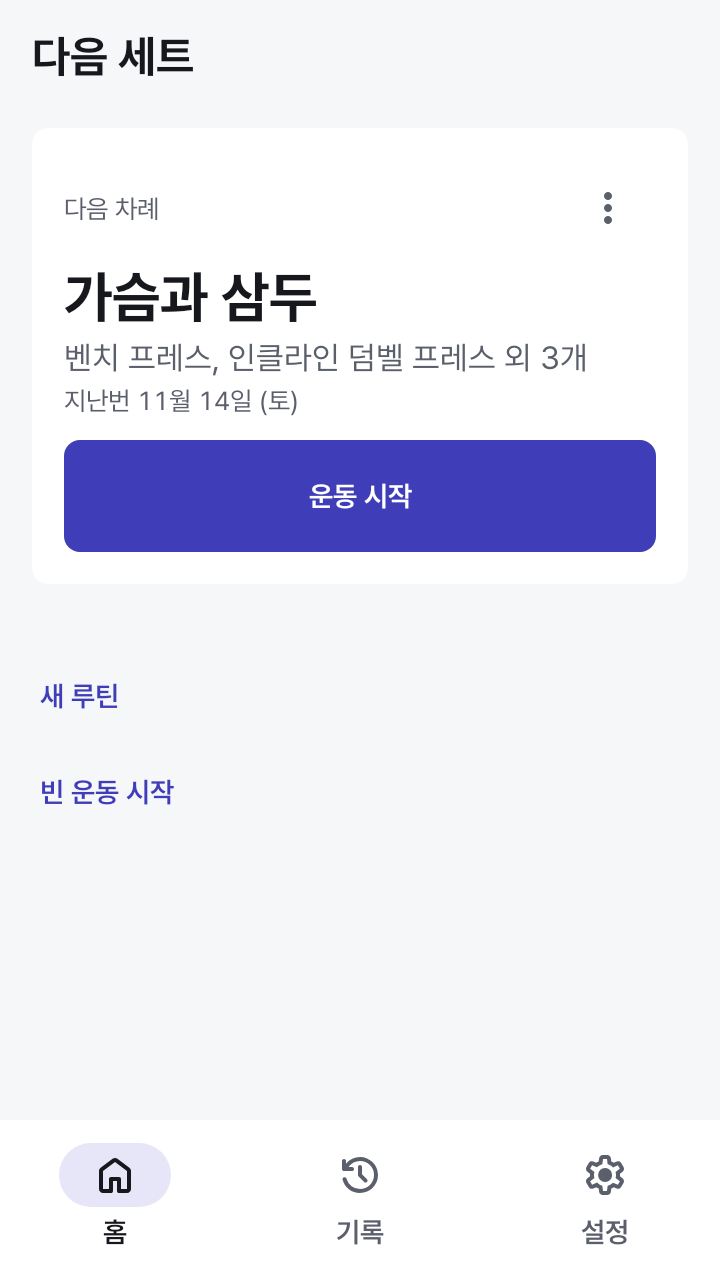 다음 세트
다음 차례
가슴과 삼두
벤치 프레스, 인클라인 덤벨 프레스 외 3개
지난번 11월 14일 (토)
운동 시작
새 루틴
빈 운동 시작
홈
기록
설정